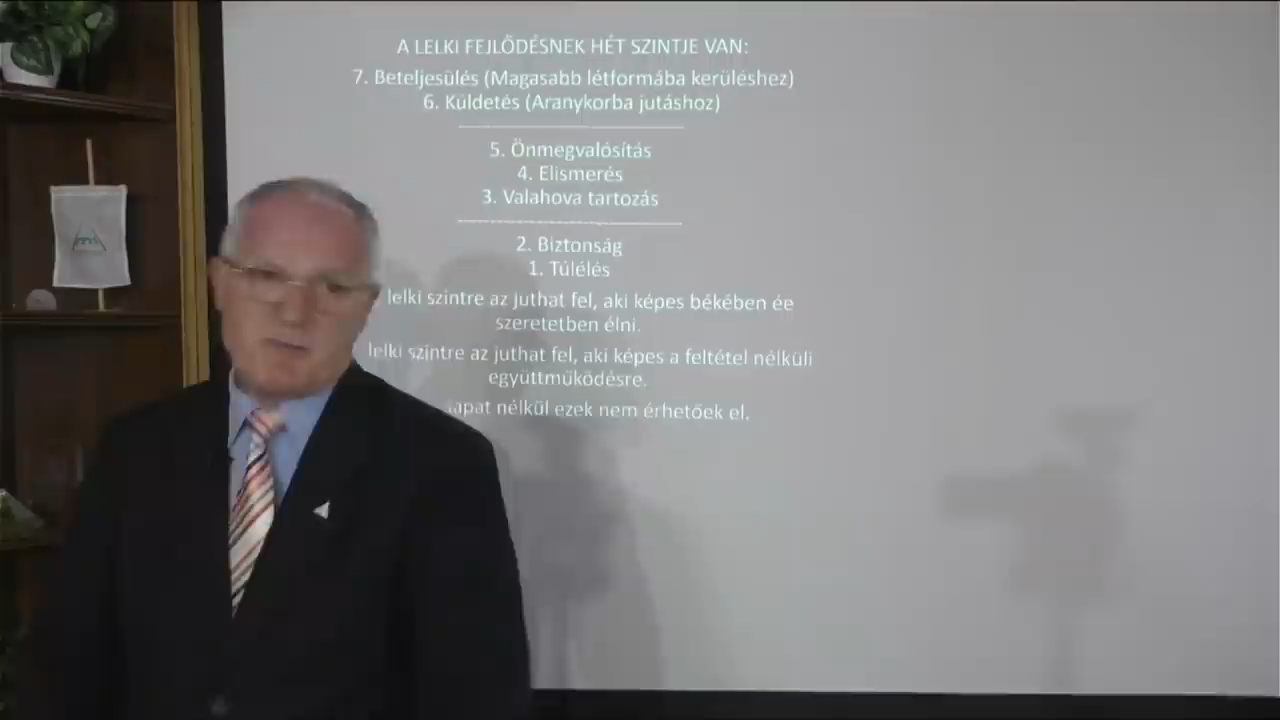 A LELKI FEJLŐDÉSNEK HÉT SZINTJE VAN:
7. Beteljesülés (Magasabb létformába kerüléshez)
6. Küldetés (Aranykorba jutáshoz)
5. Önmegvalósítás
4. Elismerés
3. Valahova tartozás
2. Biztonság
1. Túlélés
lelki szintre az juthat fel, aki képes békében ée
szeretetben élni.
lelki szintre az juthat fel, aki képes a feltétel nélküli
együttműködésre.
nélkül ezek nem érhetőek el.